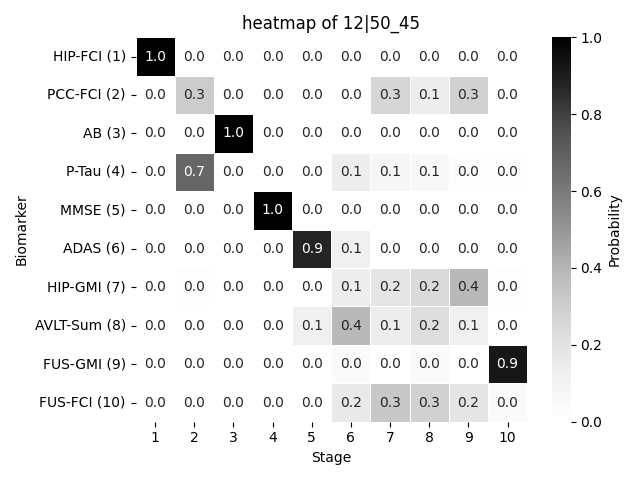 heatmap of 12|50_45
HIP-FCI (1) 1.0 0.0 0.0 0.0 0.0 0.0 0.0 0.0 0.0 0.0
PCC-FCI (2) 0.0 0.3 0.0 0.0 0.0 0.0 0.3 0.1 0.3 0.0
AB (3) 0.0 0.0 1.0 0.0 0.0 0.0 0.0 0.0 0.0 0.0
P-Tau (4) 0.0 0.7 0.0 0.0 0.0 0.1 0.1 0.1 0.0 0.0
MMSE (5) 0.0 0.0 0.0 1.0 0.0 0.0 0.0 0.0 0.0 0.0
ADAS (6) 0.0 0.0 0.0 0.0 0.9 0.1 0.0 0.0 0.0 0.0
HIP-GMI (7) 0.0 0.0 0.0 0.0 0.0 0.1 0.2 0.2 0.4 0.0
AVLT-Sum (8) 0.0 0.0 0.0 0.0 0.1 0.4 0.1 0.2 0.1 0.0
FUS-GMI (9) 0.0 0.0 0.0 0.0 0.0 0.0 0.0 0.0 0.0 0.9
FUS-FCI (10) 0.0 0.0 0.0 0.0 0.0 0.2 0.3 0.3 0.2 0.0
1 2 3 4 5 6 7 8 9 10
Stage
Biomarker
1.0
0.8
0.6
0.4
0.2
0.0
Probability